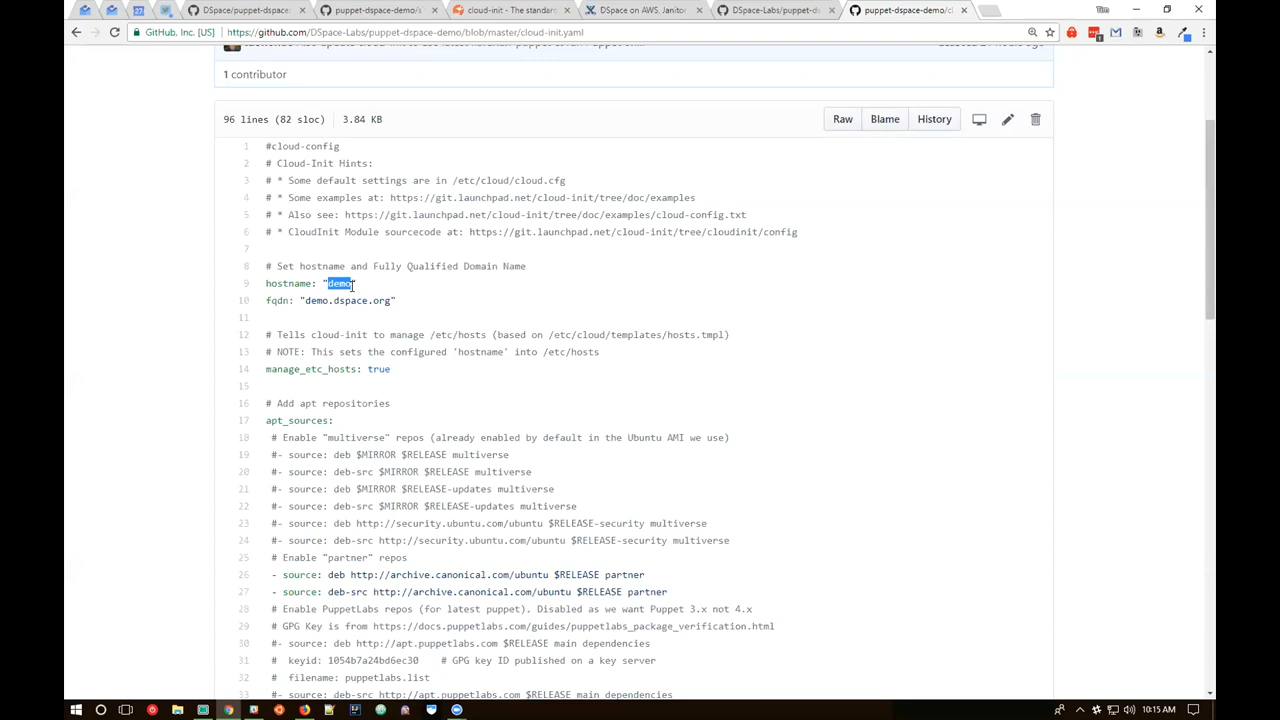 DSpace/puppet-dspace
puppet-dspace-demo/
cloud-init - The standar
DSpace on AWS. Janitor
DSpace-Labs/puppet-d
puppet-dspace-demo/cl
Tim
GitHub, Inc. [US]
https://github.com/DSpace-Labs/puppet-dspace-demo/blob/master/cloud-init.yaml
1 contributor
96 lines (82 sloc) 3.84 KB
Raw Blame History
1 #cloud-config
2 # Cloud-Init Hints:
3 # * Some default settings are in /etc/cloud/cloud.cfg
4 # * Some examples at: https://git.launchpad.net/cloud-init/tree/doc/examples
5 # * Also see: https://git.launchpad.net/cloud-init/tree/doc/examples/cloud-config.txt
6 # * CloudInit Module sourcecode at: https://git.launchpad.net/cloud-init/tree/cloudinit/config
7
8 # Set hostname and Fully Qualified Domain Name
9 hostname: "demo"
10 fqdn: "demo.dspace.org"
11
12 # Tells cloud-init to manage /etc/hosts (based on /etc/cloud/templates/hosts.tmpl)
13 # NOTE: This sets the configured 'hostname' into /etc/hosts
14 manage_etc_hosts: true
15
16 # Add apt repositories
17 apt_sources:
18 # Enable "multiverse" repos (already enabled by default in the Ubuntu AMI we use)
19 #- source: deb $MIRROR $RELEASE multiverse
20 #- source: deb-src $MIRROR $RELEASE multiverse
21 #- source: deb $MIRROR $RELEASE-updates multiverse
22 #- source: deb-src $MIRROR $RELEASE-updates multiverse
23 #- source: deb http://security.ubuntu.com/ubuntu $RELEASE-security multiverse
24 #- source: deb-src http://security.ubuntu.com/ubuntu $RELEASE-security multiverse
25 # Enable "partner" repos
26 - source: deb http://archive.canonical.com/ubuntu $RELEASE partner
27 - source: deb-src http://archive.canonical.com/ubuntu $RELEASE partner
28 # Enable PuppetLabs repos (for latest puppet). Disabled as we want Puppet 3.x not 4.x
29 # GPG Key is from https://docs.puppetlabs.com/guides/puppetlabs_package_verification.html
30 #- source: deb http://apt.puppetlabs.com $RELEASE main dependencies
31 # keyid: 1054b7a24bd6ec30 # GPG key ID published on a key server
32 # filename: puppetlabs.list
33 #- source: deb-src http://apt.puppetlabs.com $RELEASE main dependencies
10:15 AM